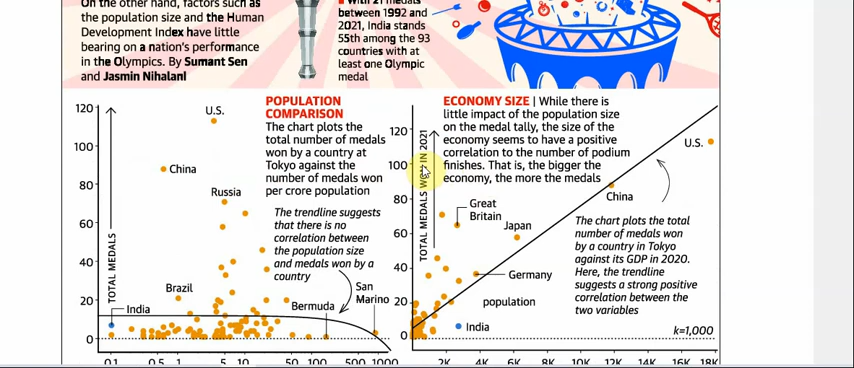 On the other hand, factors such as
the population size and the Human
Development Index have little
bearing on a nation's performance
in the Olympics. By Sumant Sen
and Jasmin Nihalani
With 21 medals
between 1992 and
2021, India stands
55th among the 93
countries with at
least one Olympic
medal
POPULATION
COMPARISON
The chart plots the
total number of medals
won by a country at
Tokyo against the
number of medals won
per crore population
The trendline suggests
that there is no
correlation between
the population size
and medals won by a
country
120
100
80
60
40
20
0
TOTAL MEDALS
U.S.
China
Russia
Brazil
India
Bermuda
San
Marino
0.1
0.5
1
5
10
50
100
500
1000
ECONOMY SIZE | While there is
little impact of the population size
on the medal tally, the size of the
economy seems to have a positive
correlation to the number of podium
finishes. That is, the bigger the
economy, the more the medals
120
100
80
60
40
20
0
TOTAL MEDALS WON IN 2021
U.S.
China
Great
Britain
Japan
Germany
population
India
The chart plots the total
number of medals won
by a country in Tokyo
against its GDP in 2020.
Here, the trendline
suggests a strong positive
correlation between the
two variables
k=1,000
2K
4K
6K
8K
10K
12K
14K
16K
18K